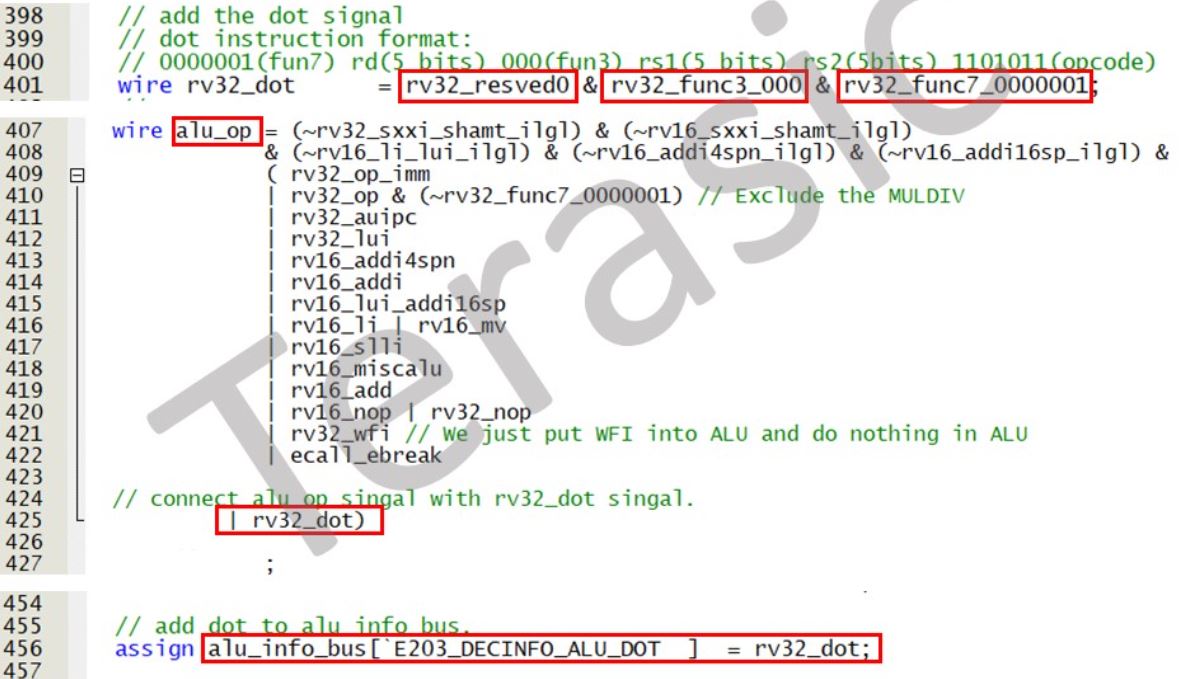 398 // add the dot signal
399 // dot instruction format:
400 // 0000001(fun7) rd(5 bits) 000(fun3) rs1(5 bits) rs2(5bits) 1101011(opcode)
401 wire rv32_dot = rv32_resved0 & rv32_func3_000 & rv32_func7_0000001;
407 wire alu_op = (~rv32_sxxi_shamt_ilgl) & (~rv16_sxxi_shamt_ilgl)
408 & (~rv16_li_lui_ilgl) & (~rv16_addi4spn_ilgl) & (~rv16_addi16sp_ilgl) &
409 ( rv32_op_imm
410 | rv32_op & (~rv32_func7_0000001) // Exclude the MULDIV
411 | rv32_auipc
412 | rv32_lui
413 | rv16_addi4spn
414 | rv16_addi
415 | rv16_lui_addi16sp
416 | rv16_li | rv16_mv
417 | rv16_slli
418 | rv16_miscalu
419 | rv16_add
420 | rv16_nop | rv32_nop
421 | rv32_wfi // We just put WFI into ALU and do nothing in ALU
422 | ecall_ebreak
423
424 // connect alu op singal with rv32_dot singal.
425 | rv32_dot)
426
427 ;
454
455 // add dot to alu info bus.
456 assign alu_info_bus[`E203_DECINFO_ALU_DOT ] = rv32_dot;
457
Terasic